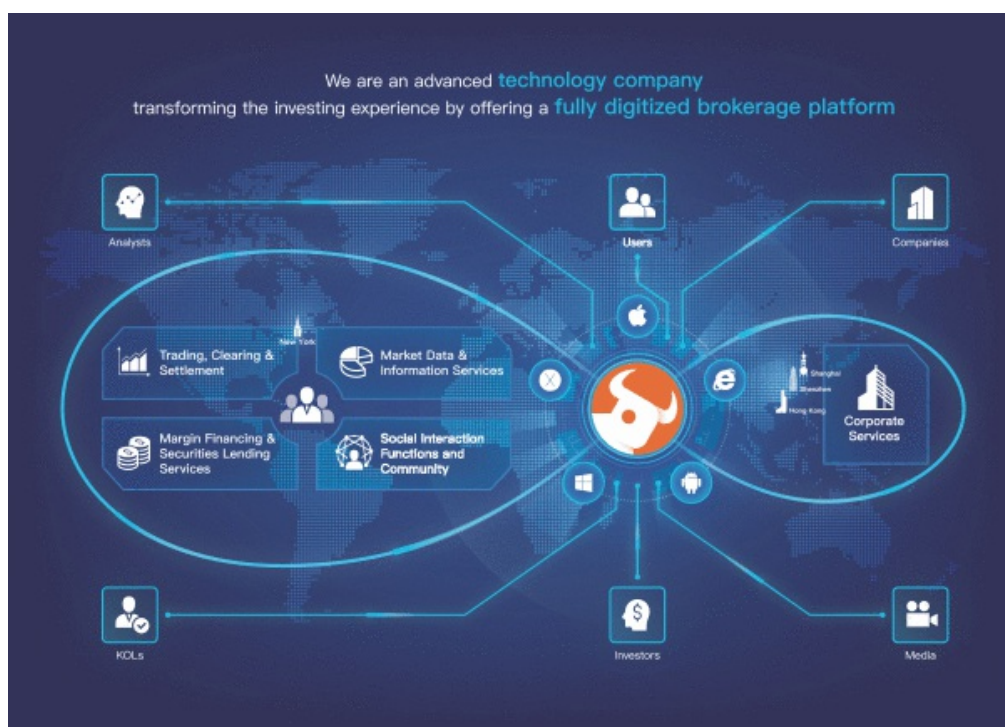 We are an advanced technology company
transforming the investing experience by offering a fully digitized brokerage platform
Analysts
Users
Companies
New York
Trading, Clearing &
Settlement
Market Data &
Information Services
Margin Financing &
Securities Lending
Services
Social Interaction
Functions and
Community
Shanghai
Shenzhen
Hong Kong
Corporate
Services
KOLs
Investors
Media